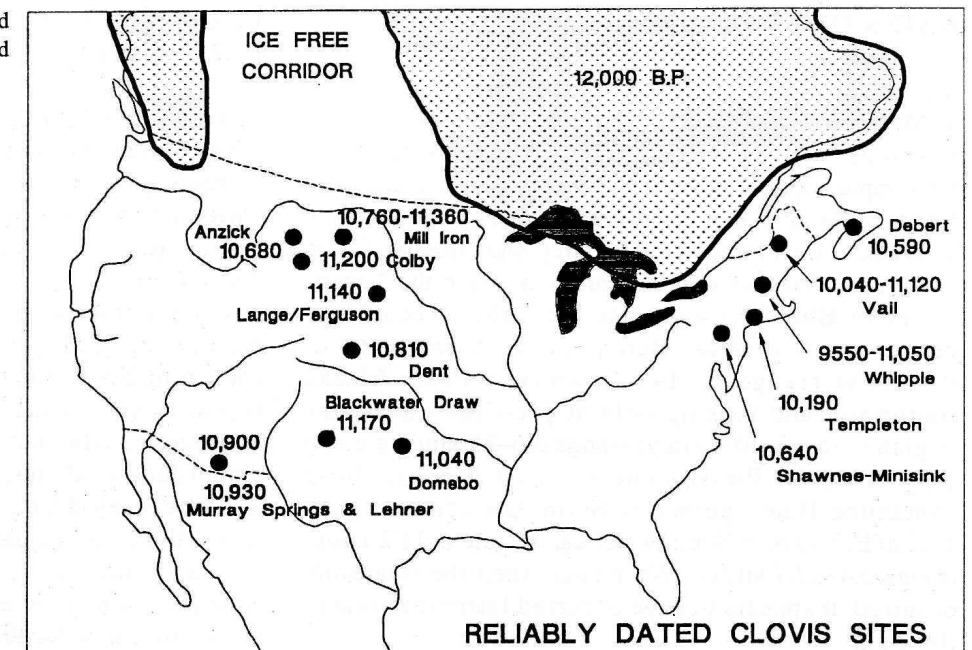 d
d
ICE FREE
CORRIDOR
12,000 B.P.
Anzick
10,680
10,760-11,360
Mill Iron
11,200 Colby
11,140
Lange/Ferguson
10,810
Dent
Blackwater Draw
11,170
11,040
Domebo
10,900
10,930
Murray Springs & Lehner
Debert
10,590
10,040-11,120
Vail
9550-11,050
Whipple
10,190
Templeton
10,640
Shawnee-Minisink
RELIABLY DATED CLOVIS SITES